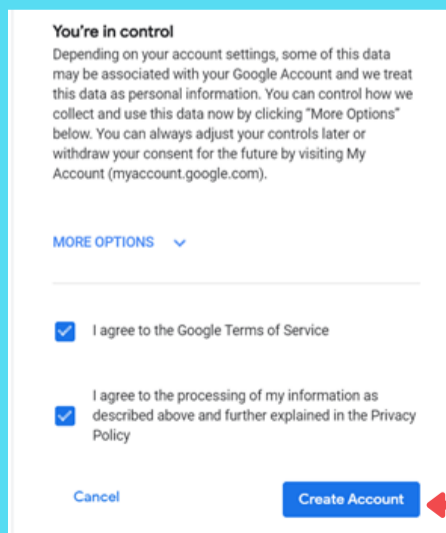 You're in control
Depending on your account settings, some of this data
may be associated with your Google Account and we treat
this data as personal information. You can control how we
collect and use this data now by clicking "More Options"
below. You can always adjust your controls later or
withdraw your consent for the future by visiting My
Account (myaccount.google.com).
MORE OPTIONS
I agree to the Google Terms of Service
I agree to the processing of my information as
described above and further explained in the Privacy
Policy
Cancel
Create Account